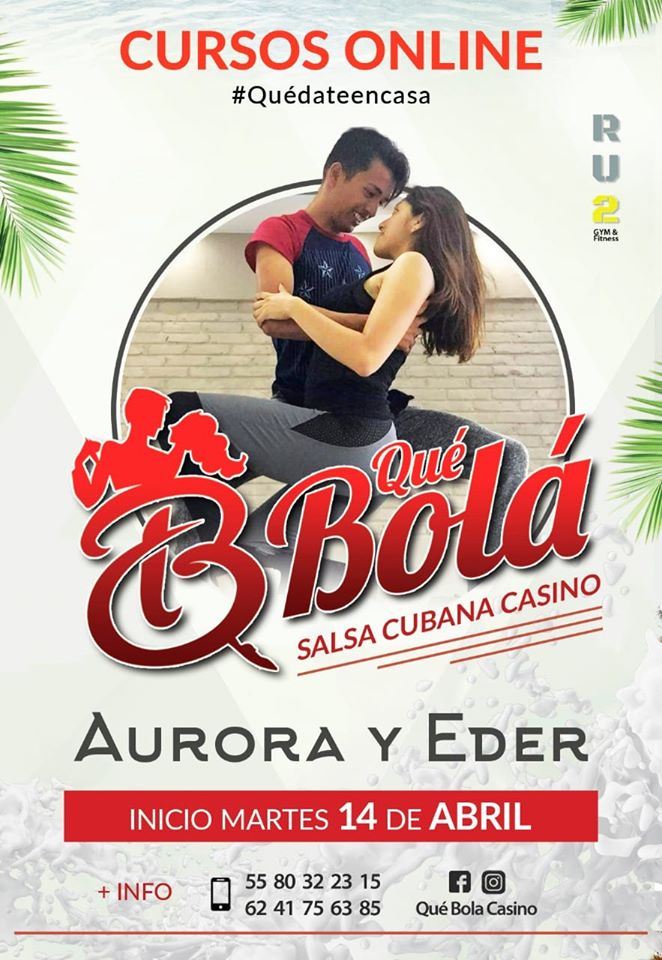 CURSOS ONLINE
#Quédateencasa
R
U
2
GYM &
Fitness
Qué
Bolá
SALSA CUBANA CASINO
AURORA Y EDER
INICIO MARTES 14 DE ABRIL
+ INFO
55 80 32 23 15
62 41 75 63 85
Qué Bola Casino